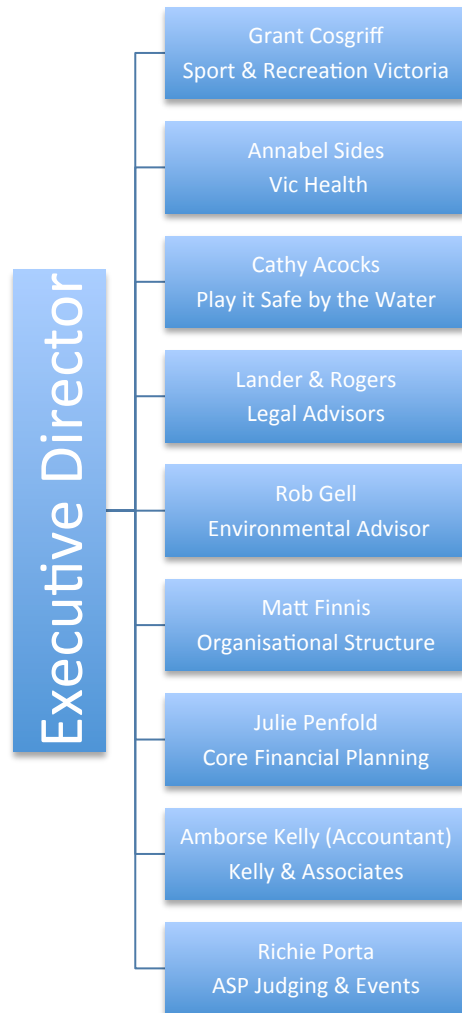 Executive Director
Grant Cosgriff
Sport & Recreation Victoria
Annabel Sides
Vic Health
Cathy Acocks
Play it Safe by the Water
Lander & Rogers
Legal Advisors
Rob Gell
Environmental Advisor
Matt Finnis
Organisational Structure
Julie Penfold
Core Financial Planning
Amborse Kelly (Accountant)
Kelly & Associates
Richie Porta
ASP Judging & Events